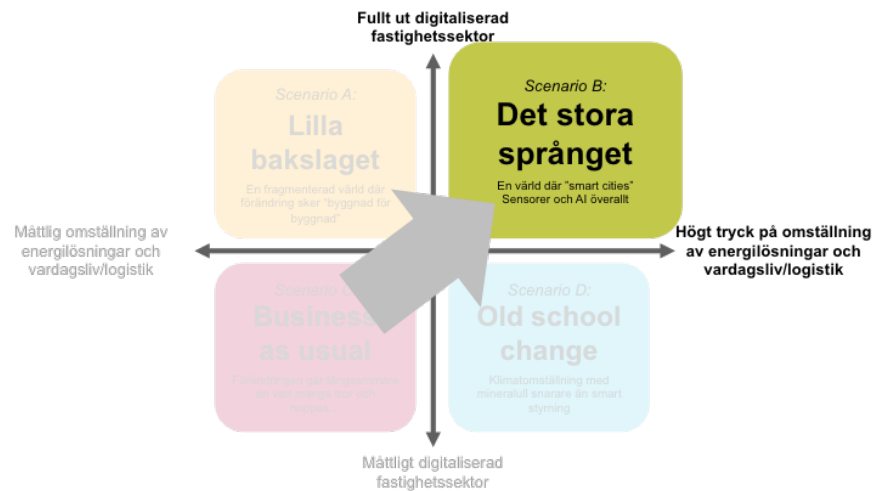 Fullt ut digitaliserad
fastighetssektor
Scenario A:
Lilla
bakslaget
En fragmenterad värld där
förändring sker "byggnad för
byggnad"
Scenario B:
Det stora
språnget
En värld där "smart cities"
Sensorer och AI överallt
Måttlig omställning av
energilösningar och
vardagsliv/logistik
Högt tryck på omställning
av energilösningar och
vardagsliv/logistik
Scenario
Business
as usual
Scenario D:
Old school
change
Klimatomställning med
mineralull snarare än smart
styrning
Måttligt digitaliserad
fastighetssektor